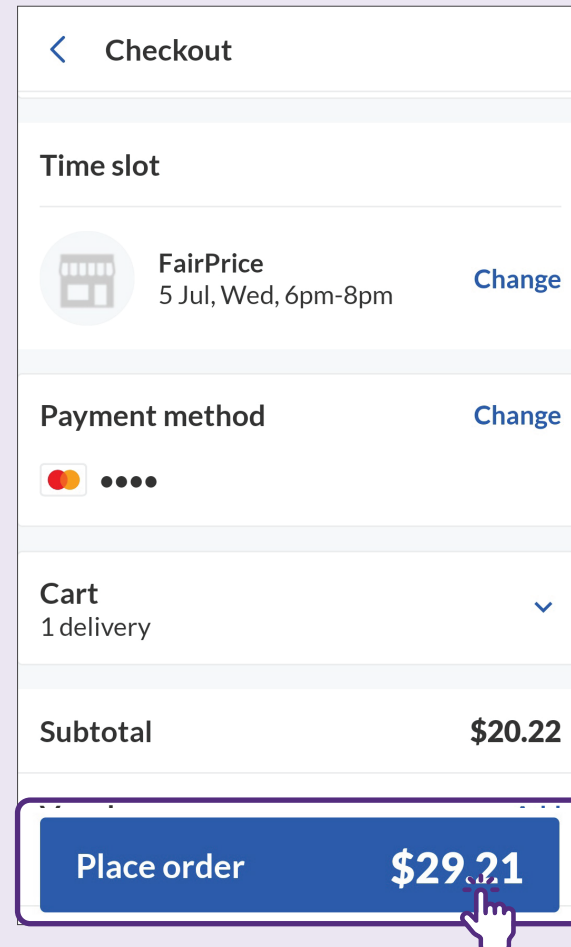 Checkout
Time slot
FairPrice
5 Jul, Wed, 6pm-8pm
Change
Payment method
Change
••••
Cart
1 delivery
Subtotal
$20.22
Place order
$29.21